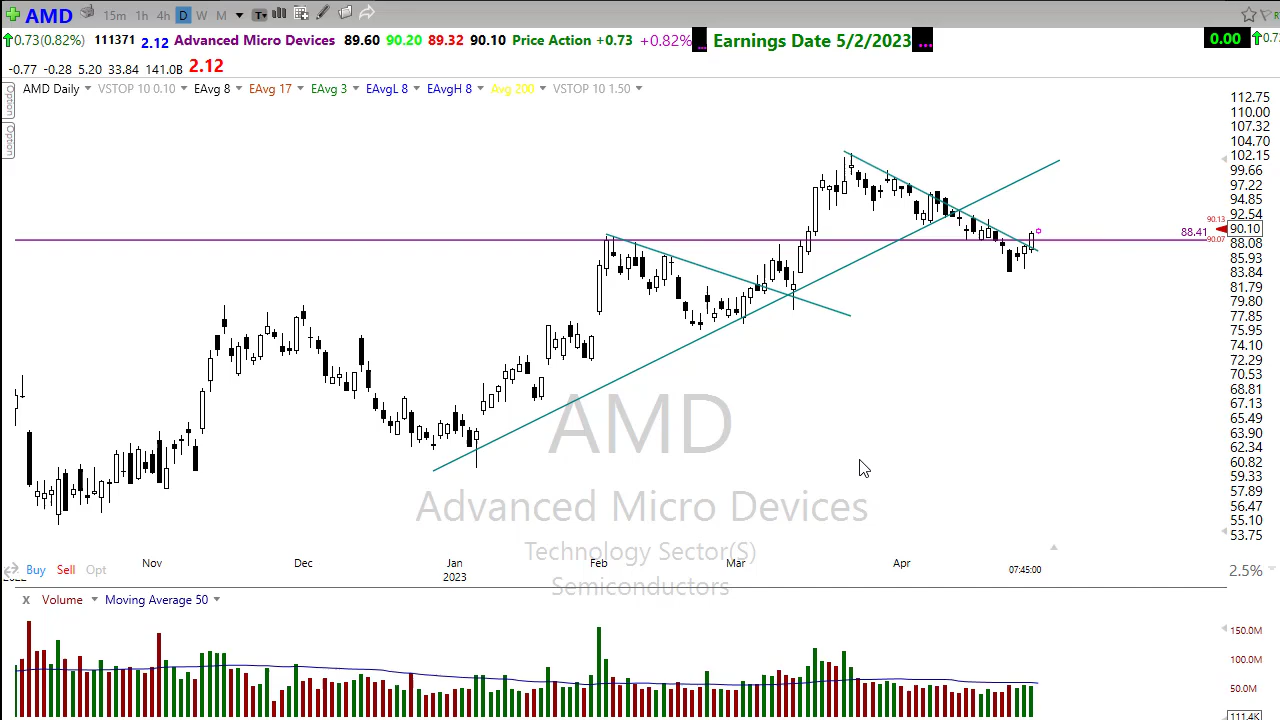 AMD 15m 1h 4h D W M
0.73(0.82%) 111371 2.12 Advanced Micro Devices 89.60 90.20 89.32 90.10 Price Action +0.73 +0.82% ... Earnings Date 5/2/2023 ... 0.00
-0.77 -0.28 5.20 33.84 141.0B 2.12
AMD Daily VSTOP 10 0.10 EAvg 8 EAvg 17 EAvg 3 EAvgL 8 EAvgH 8 Avg 200 VSTOP 10 1.50
Option
Option
112.75
110.00
107.32
104.70
102.15
99.66
97.22
94.85
92.54
90.13
88.41
90.10
90.07
88.08
85.93
83.84
81.79
79.80
77.85
75.95
74.10
72.29
70.53
68.81
67.13
65.49
63.90
62.34
60.82
59.33
57.89
56.47
55.10
53.75
AMD
Advanced Micro Devices
Technology Sector(S)
Semiconductors
Nov Dec Jan Feb Mar Apr 07:45:00
2023
Buy Sell Opt 2.5%
X Volume Moving Average 50
150.0M
100.0M
50.0M
111.4K